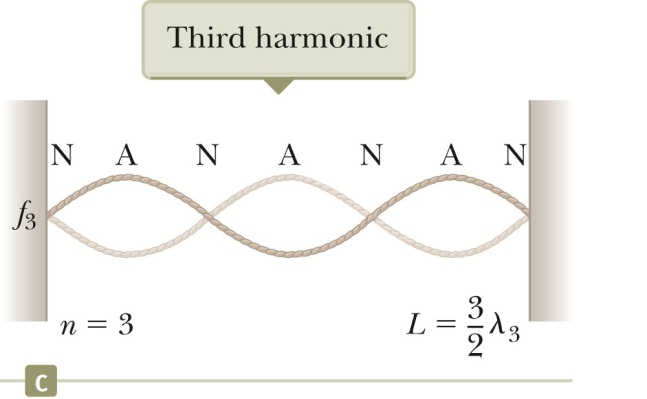 Third harmonic
N A N A N A N
f₃
n = 3
L = 3/2 λ₃
C